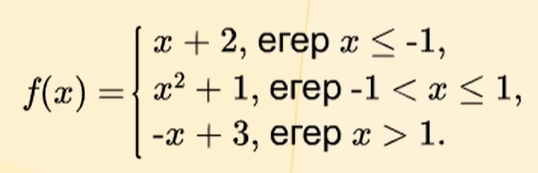 x + 2, егер x ≤ -1,
f(x) = { x² + 1, егер -1 < x ≤ 1,
-x + 3, егер x > 1.